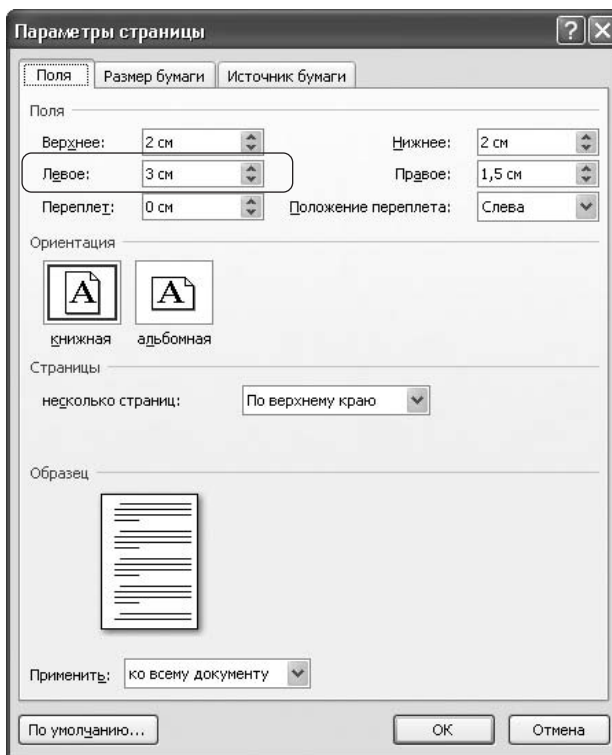 Параметры страницы
Поля Размер бумаги Источник бумаги
Поля
Верхнее: 2 см Нижнее: 2 см
Левое: 3 см Правое: 1,5 см
Переплет: 0 см Положение переплета: Слева
Ориентация
A A
книжная альбомная
Страницы
несколько страниц: По верхнему краю
Образец
Применить: ко всему документу
По умолчанию... ОК Отмена